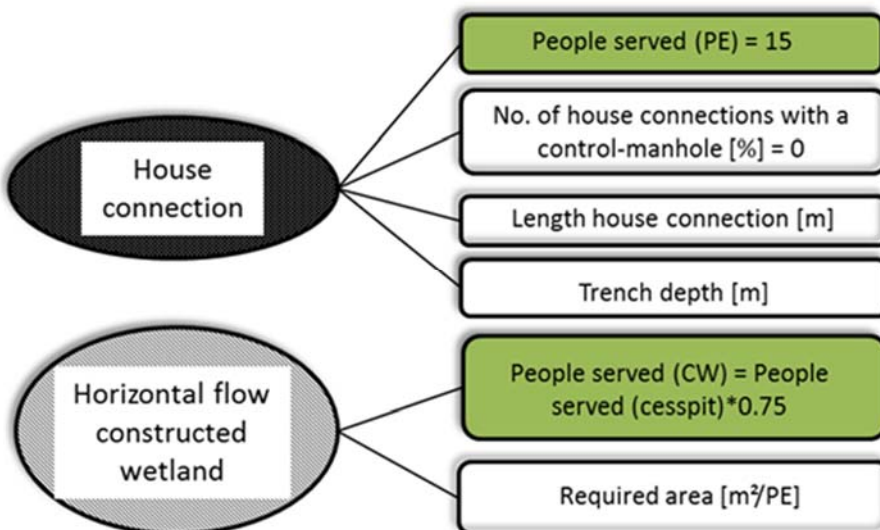 People served (PE) = 15
No. of house connections with a
control-manhole [%] = 0
House
connection
Length house connection [m]
Trench depth [m]
People served (CW) = People
served (cesspit)*0.75
Horizontal flow
constructed
wetland
Required area [m²/PE]